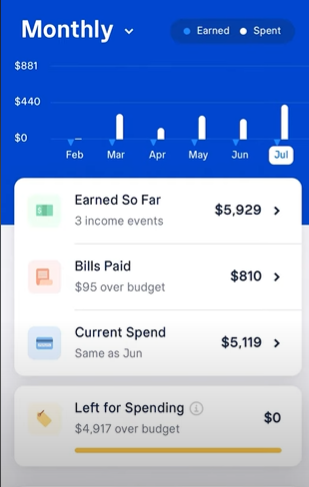 Monthly
Earned Spent
$881
$440
$0
Feb Mar Apr May Jun Jul
Earned So Far
3 income events
$5,929
Bills Paid
$95 over budget
$810
Current Spend
Same as Jun
$5,119
Left for Spending
$4,917 over budget
$0